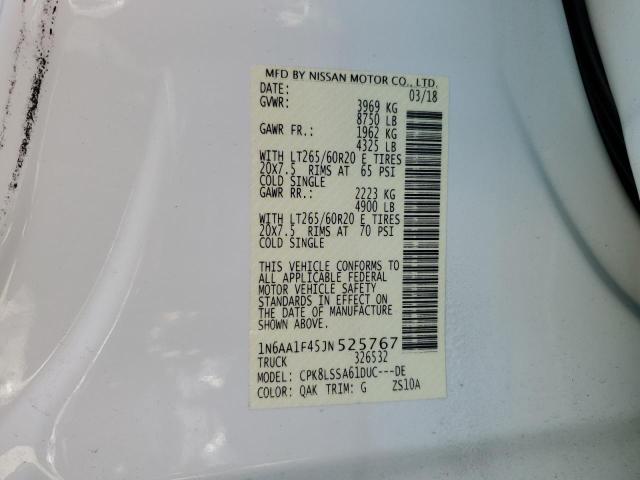 MFD BY NISSAN MOTOR CO., LTD.
DATE: 03/18
GVWR: 3969 KG
8750 LB
GAWR FR.: 1962 KG
4325 LB
WITH LT265/60R20 E TIRES
20X7.5 RIMS AT 65 PSI
COLD SINGLE
GAWR RR.: 2223 KG
4900 LB
WITH LT265/60R20 E TIRES
20X7.5 RIMS AT 70 PSI
COLD SINGLE
THIS VEHICLE CONFORMS TO
ALL APPLICABLE FEDERAL
MOTOR VEHICLE SAFETY
STANDARDS IN EFFECT ON
THE DATE OF MANUFACTURE
SHOWN ABOVE.
1N6AA1F45JN525767
TRUCK 326532
MODEL: CPK8LSSA61DUC---DE
COLOR: QAK TRIM: G ZS10A